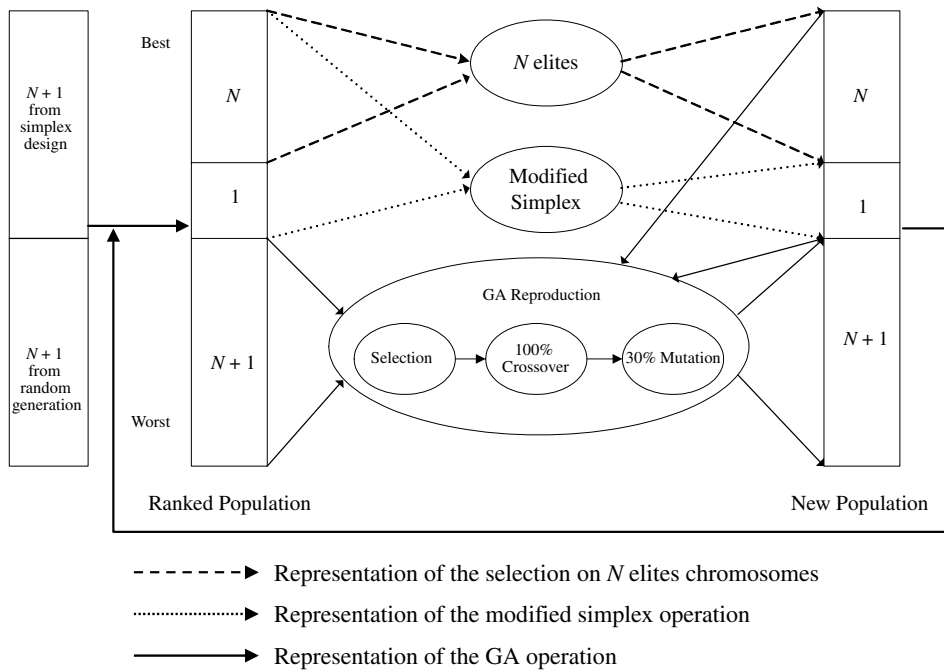 N + 1
from
simplex
design
N + 1
from
random
generation
Best
Worst
N
1
N + 1
Ranked Population
N elites
Modified
Simplex
GA Reproduction
Selection
100%
Crossover
30% Mutation
N
1
N + 1
New Population
Representation of the selection on N elites chromosomes
Representation of the modified simplex operation
Representation of the GA operation